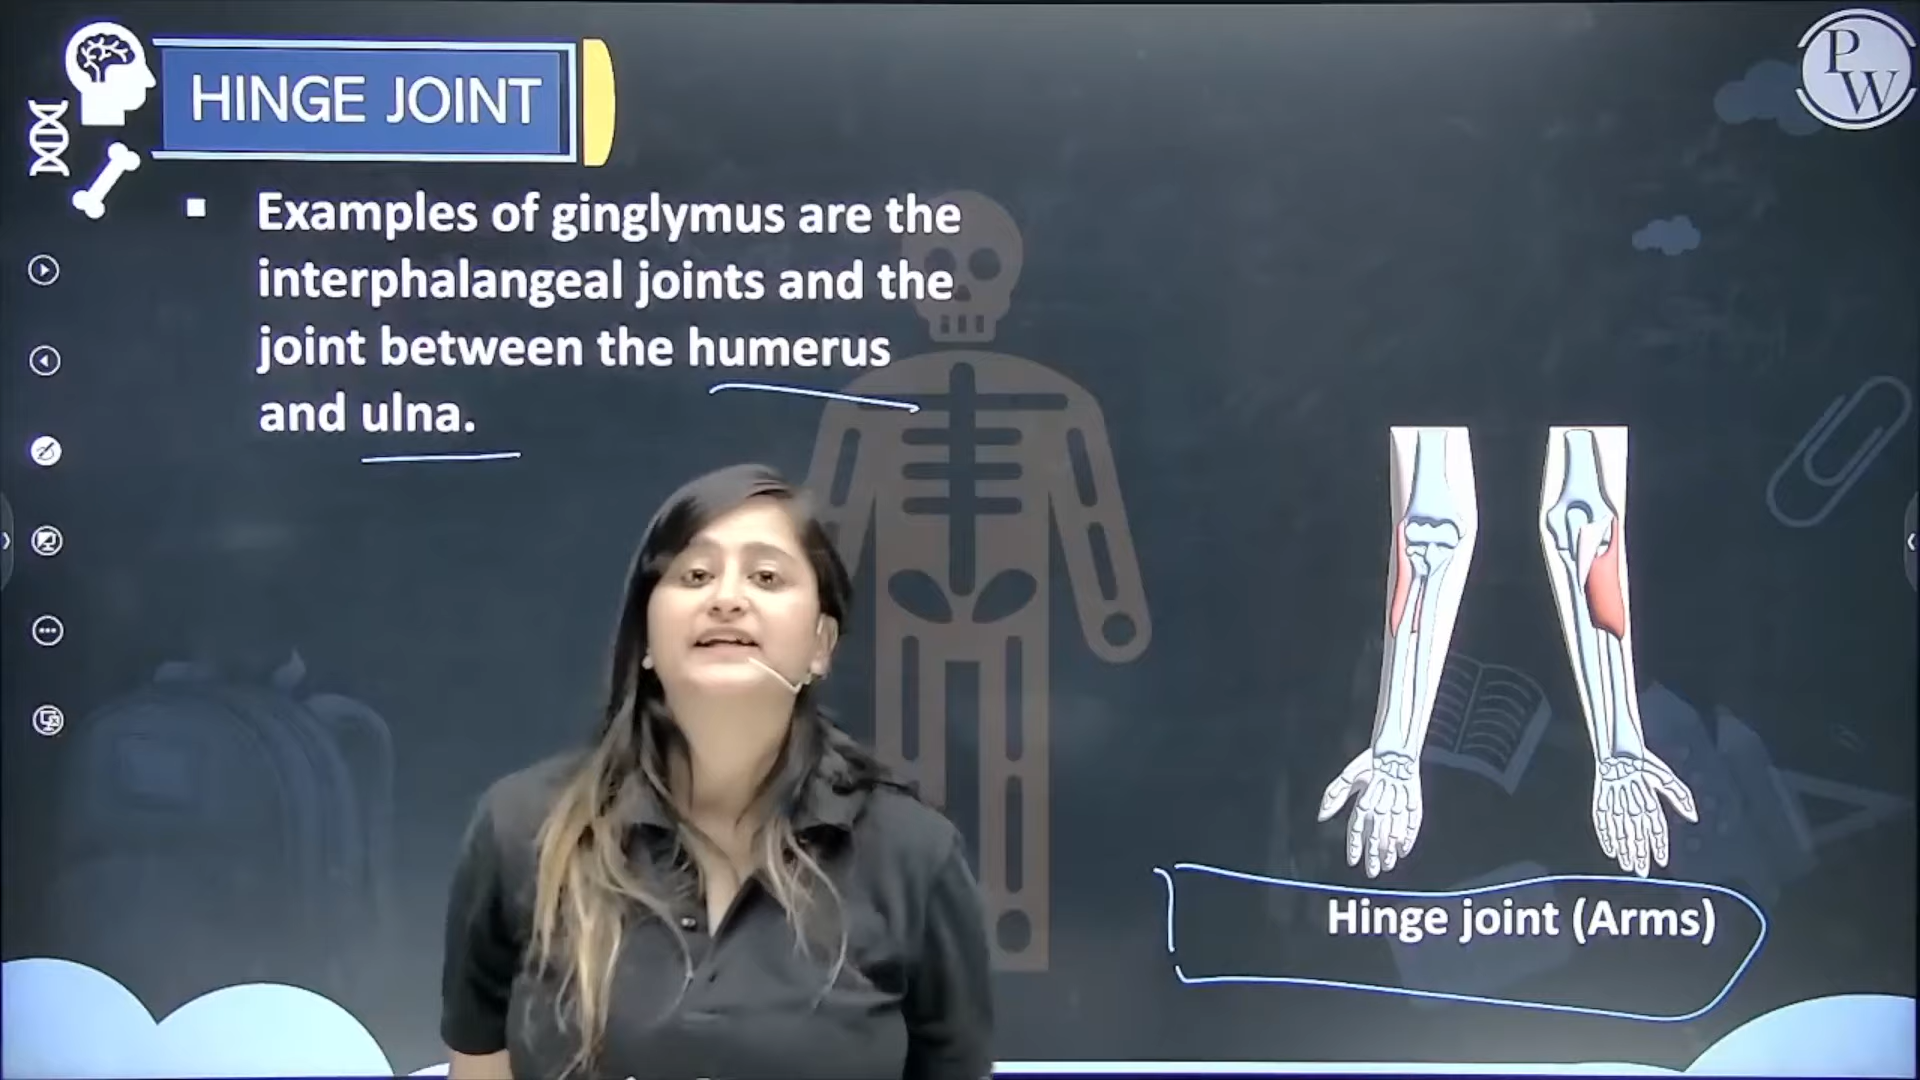 HINGE JOINT
PW
Examples of ginglymus are the
interphalangeal joints and the
joint between the humerus
and ulna.
Hinge joint (Arms)